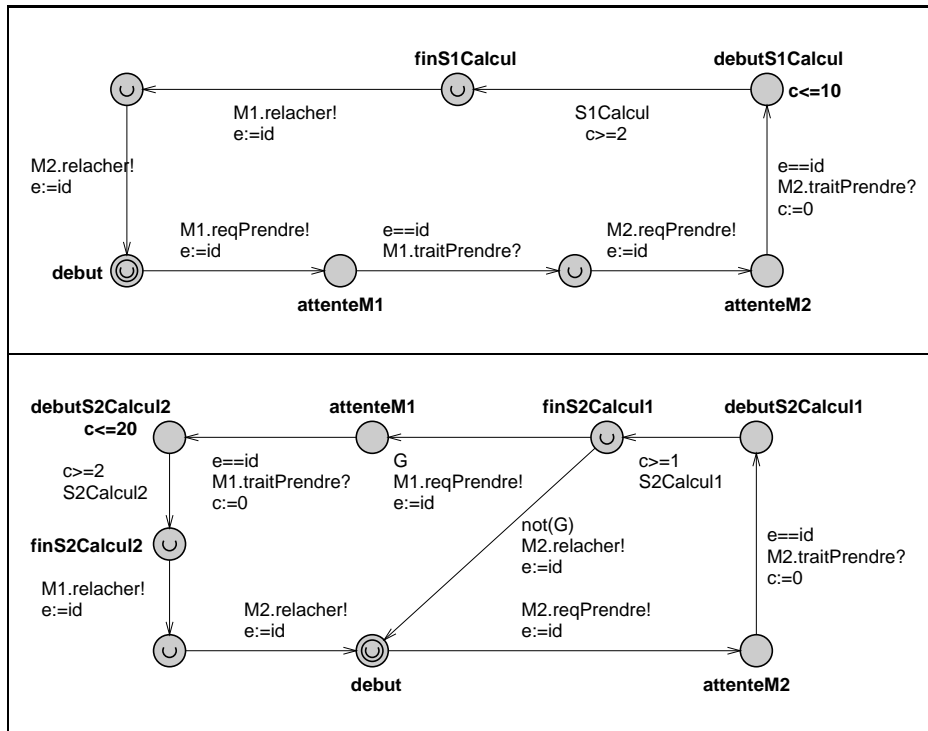 finS1Calcul
debutS1Calcul
c<=10
M1.relacher!
e:=id
S1Calcul
c>=2
M2.relacher!
e:=id
e==id
M2.traitPrendre?
c:=0
M1.reqPrendre!
e:=id
e==id
M1.traitPrendre?
M2.reqPrendre!
e:=id
debut
attenteM1
attenteM2
debutS2Calcul2
c<=20
attenteM1
finS2Calcul1
debutS2Calcul1
c>=2
S2Calcul2
e==id
M1.traitPrendre?
c:=0
G
M1.reqPrendre!
e:=id
c>=1
S2Calcul1
not(G)
M2.relacher!
e:=id
e==id
M2.traitPrendre?
c:=0
finS2Calcul2
M1.relacher!
e:=id
M2.relacher!
e:=id
M2.reqPrendre!
e:=id
debut
attenteM2